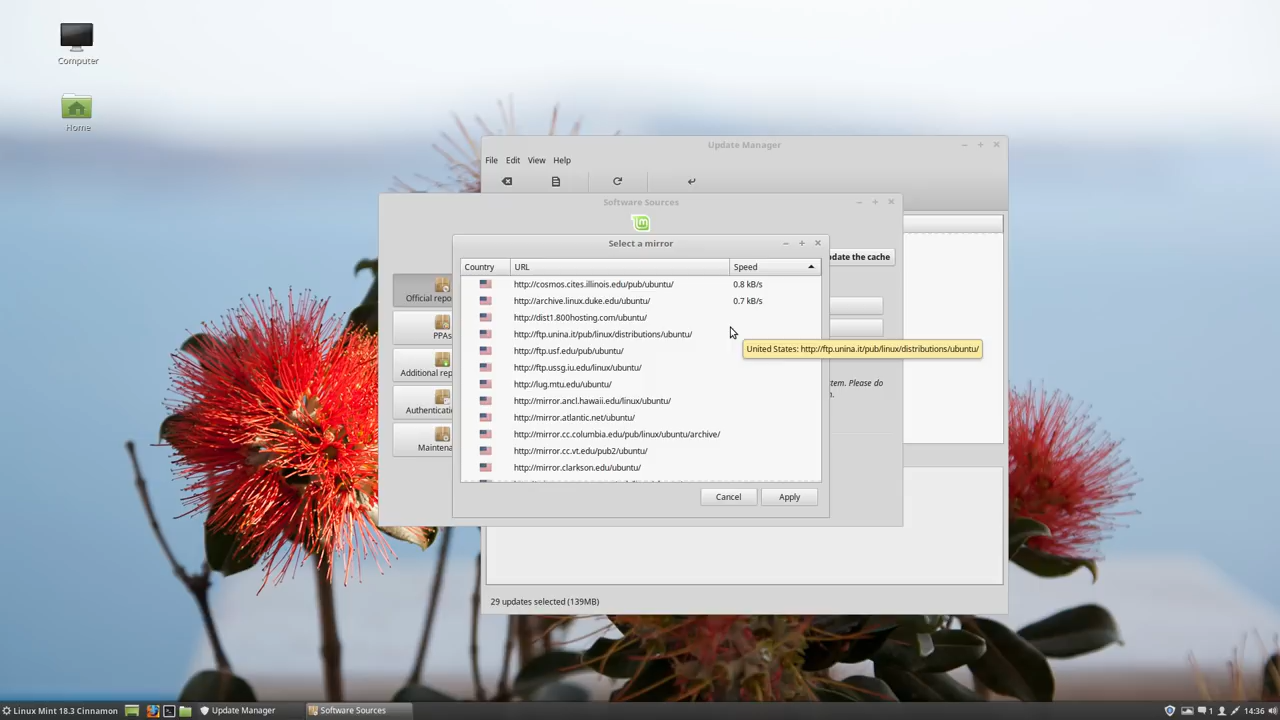 Computer
Home
Update Manager
File Edit View Help
Software Sources
date the cache
Select a mirror
Country URL Speed
http://cosmos.cites.illinois.edu/pub/ubuntu/ 0.8 kB/s
http://archive.linux.duke.edu/ubuntu/ 0.7 kB/s
http://dist1.800hosting.com/ubuntu/
http://ftp.unina.it/pub/linux/distributions/ubuntu/
United States: http://ftp.unina.it/pub/linux/distributions/ubuntu/
http://ftp.usf.edu/pub/ubuntu/
http://ftp.ussg.iu.edu/linux/ubuntu/
http://lug.mtu.edu/ubuntu/
http://mirror.ancl.hawaii.edu/linux/ubuntu/
http://mirror.atlantic.net/ubuntu/
http://mirror.cc.columbia.edu/pub/linux/ubuntu/archive/
http://mirror.cc.vt.edu/pub2/ubuntu/
http://mirror.clarkson.edu/ubuntu/
Official repo
PPAs
Additional rep
Authenticati
Maintena
tem. Please do
n.
Cancel Apply
29 updates selected (139MB)
Linux Mint 18.3 Cinnamon Update Manager Software Sources 1 14:36